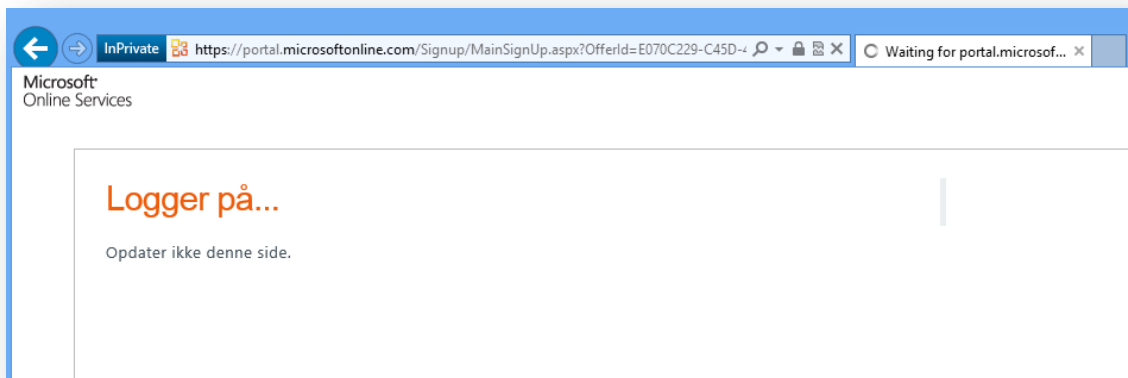 InPrivate https://portal.microsoftonline.com/Signup/MainSignUp.aspx?OfferId=E070C229-C45D-4 Waiting for portal.microsof...
Microsoft
Online Services
Logger på...
Opdater ikke denne side.